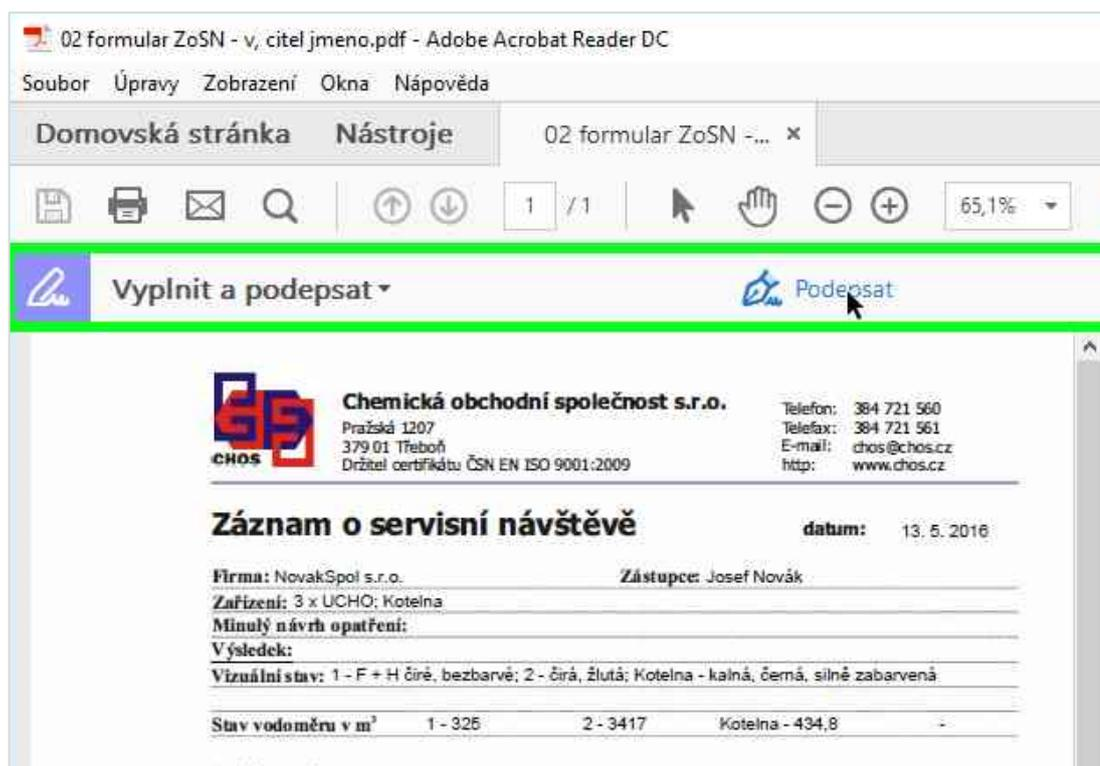 02 formular ZoSN - v, citel jmeno.pdf - Adobe Acrobat Reader DC
Soubor Úpravy Zobrazení Okna Nápověda
Domovská stránka Nástroje 02 formular ZoSN -... ×
1 / 1 65,1%
Vyplnit a podepsat Podepsat
CHOS
Chemická obchodní společnost s.r.o.
Pražská 1207
379 01 Třeboň
Držitel certifikátu ČSN EN ISO 9001:2009
Telefon: 384 721 560
Telefax: 384 721 561
E-mail: chos@chos.cz
http: www.chos.cz
Záznam o servisní návštěvě datum: 13. 5. 2016
Firma: NovakSpol s.r.o. Zástupce: Josef Novák
Zařízení: 3 x UCHO; Kotelna
Minulý návrh opatření:
Výsledek:
Vizuální stav: 1 - F + H čiré, bezbarvé; 2 - čirá, žlutá; Kotelna - kalná, černá, silně zabarvená
Stav vodoměru v m³ 1 - 325 2 - 3417 Kotelna - 434,8 -